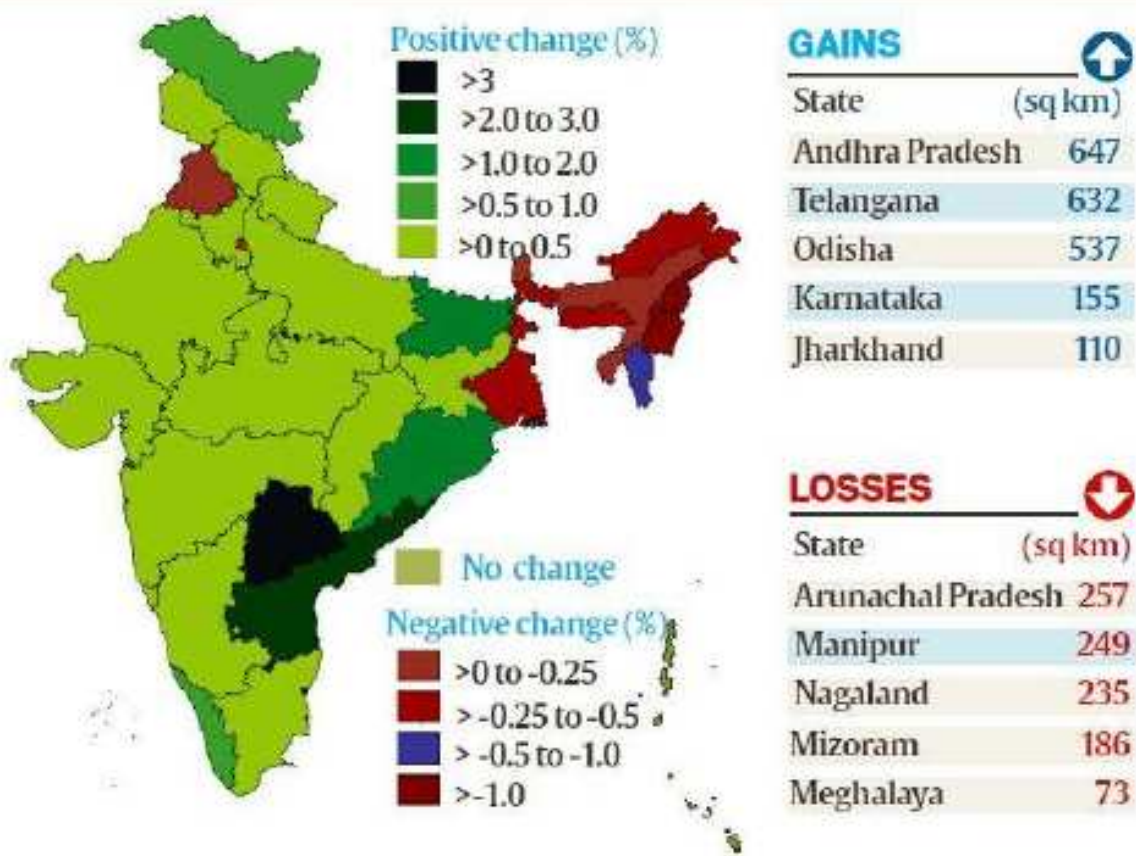 Positive change (%)
>3
>2.0 to 3.0
>1.0 to 2.0
>0.5 to 1.0
>0 to 0.5
No change
Negative change (%)
>0 to -0.25
> -0.25 to -0.5
> -0.5 to -1.0
>-1.0
GAINS
State (sq km)
Andhra Pradesh 647
Telangana 632
Odisha 537
Karnataka 155
Jharkhand 110
LOSSES
State (sq km)
Arunachal Pradesh 257
Manipur 249
Nagaland 235
Mizoram 186
Meghalaya 73